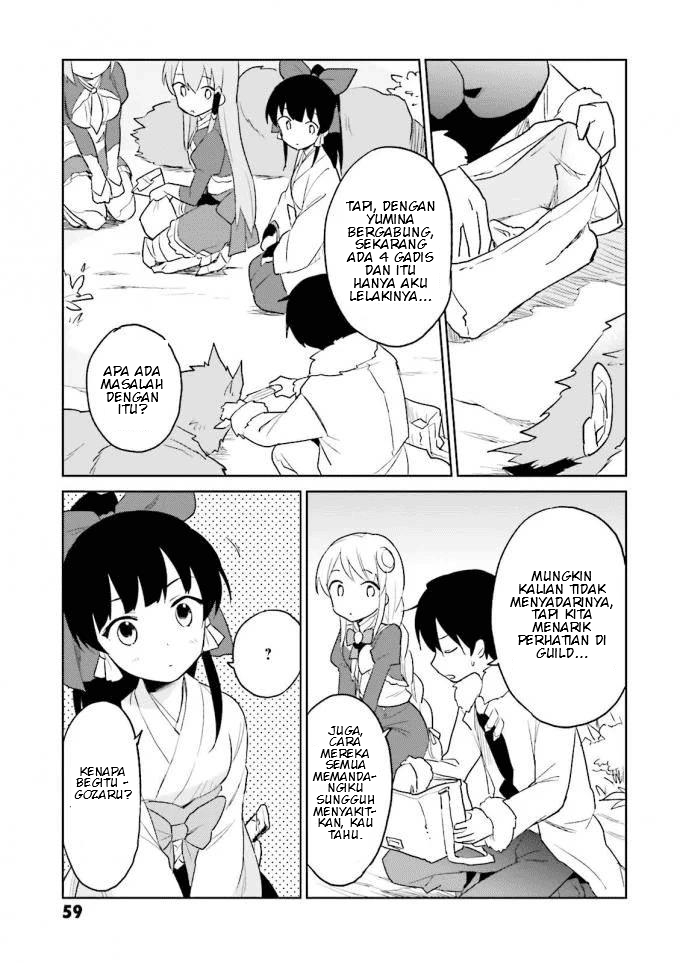 TAPI, DENGAN
YUMINA
BERGABUNG,
SEKARANG
ADA 4 GADIS
DAN ITU
HANYA AKU
LELAKINYA...
APA ADA
MASALAH
DENGAN
ITU?
MUNGKIN
KALIAN TIDAK
MENYADARINYA,
TAPI KITA
MENARIK
PERHATIAN DI
GUILD...
JUGA,
CARA
MEREKA
SEMUA
MEMANDA-
NGIKU
SUNGGUH
MENYAKIT-
KAN, KAU
TAHU.
?
KENAPA
BEGITU -
GOZARU?
59